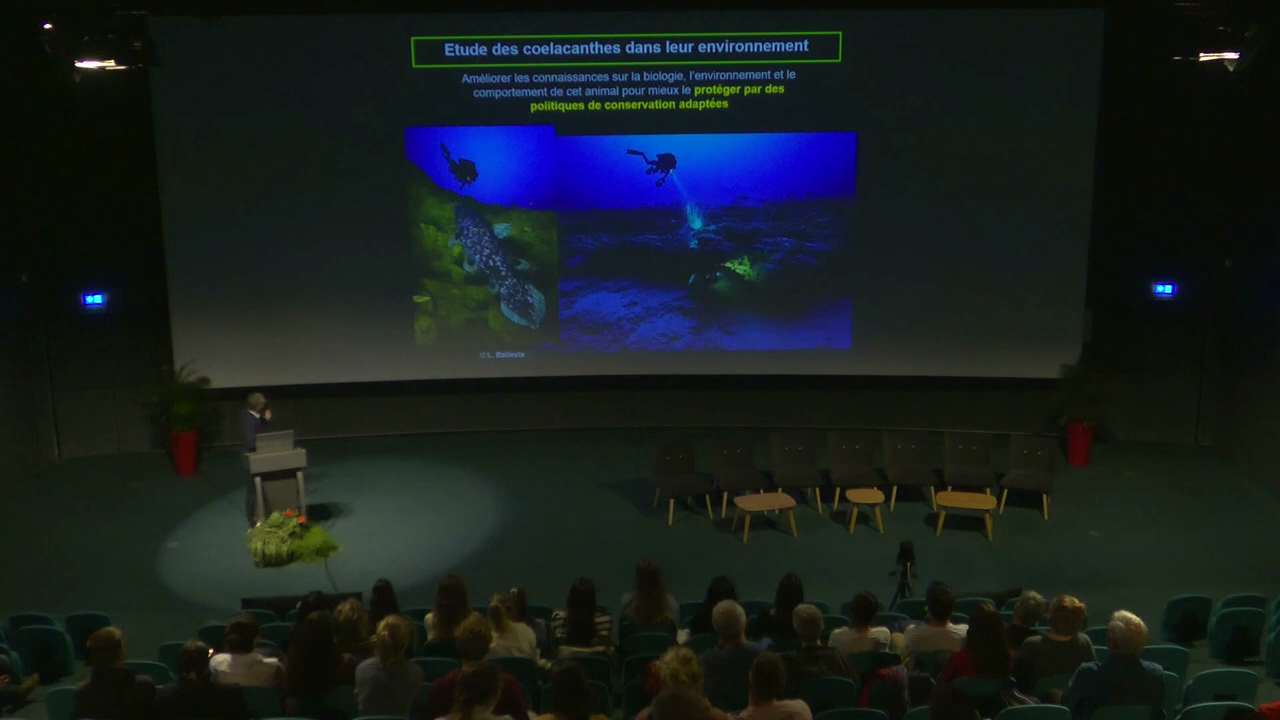 Etude des coelacanthes dans leur environnement
Améliorer les connaissances sur la biologie, l'environnement et le
comportement de cet animal pour mieux le protéger par des
politiques de conservation adaptées
© L. Ballesta